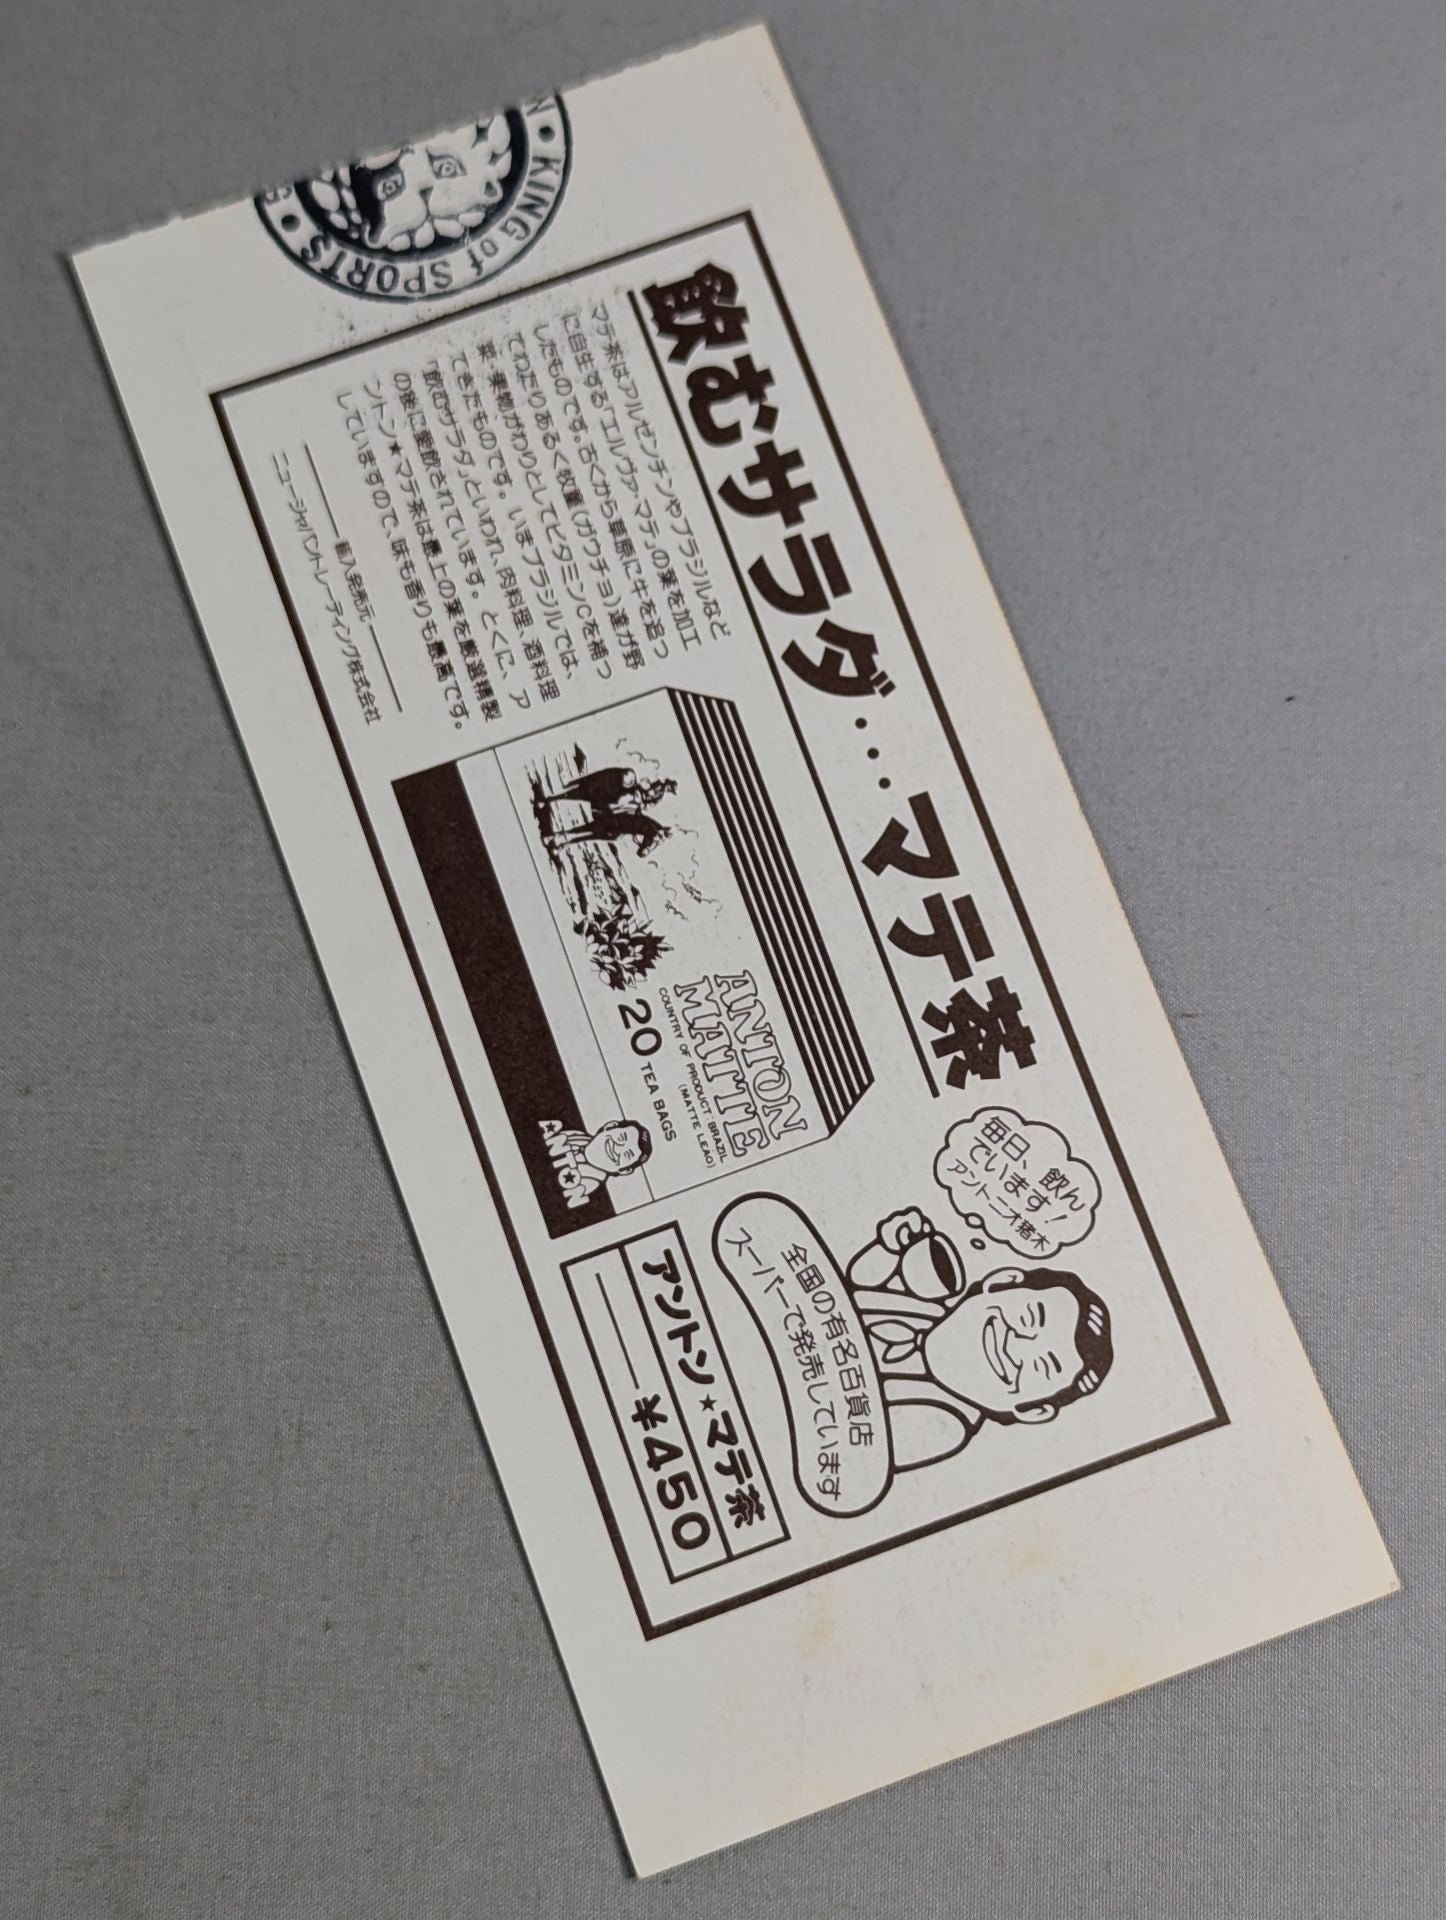 N • KING of SPORTS • S
飲むサラダ…マテ茶
マテ茶はアルゼンチンやブラジルなど
に自生する「エルヴァ・マテ」の葉を加工
したものです。古くから草原に牛を追っ
てわたりあるく牧童(ガウチョ)達が野
菜・果物がわりとしてビタミンCを補っ
てきたものです。いまブラジルでは、
「飲むサラダ」といわれ、肉料理、酒料理
の後に愛飲されています。とくに、ア
ントン★マテ茶は最上の葉を厳選精製
していますので、味も香りも最高です。
輸入発売元
ニュージャパントレーディング株式会社
ANTON
MATTE
COUNTRY OF PRODUCT : BRAZIL
(MATTE LEAO)
20 TEA BAGS
ANTON
毎日、飲ん
でいます!
アントニオ猪木
全国の有名百貨店
スーパーで発売しています
アントン★マテ茶
¥450